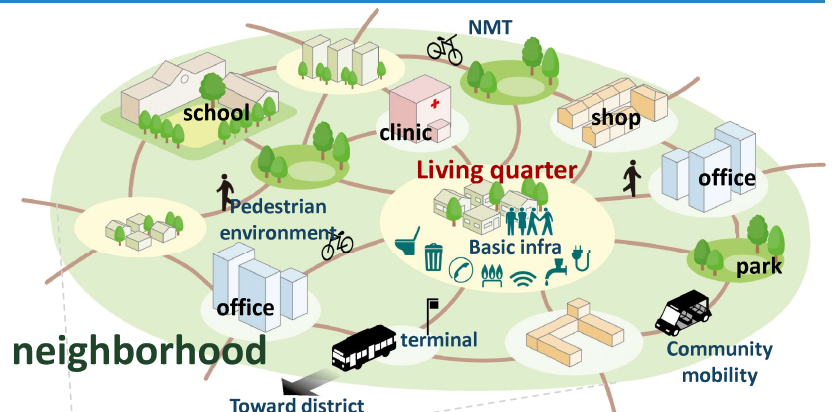 NMT
school
clinic
shop
Living quarter
office
Pedestrian
environment
Basic infra
park
office
terminal
neighborhood
Community
mobility
Toward district